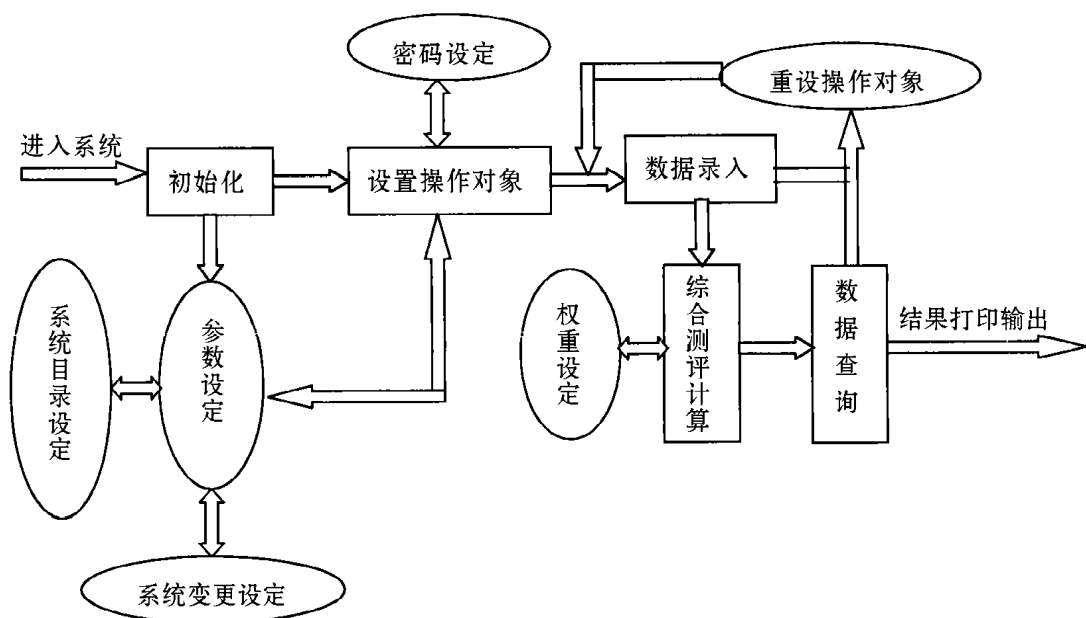 密码设定
重设操作对象
进入系统
初始化
设置操作对象
数据录入
系统目录设定
参数设定
权重设定
综合测评计算
数据查询
结果打印输出
系统变更设定